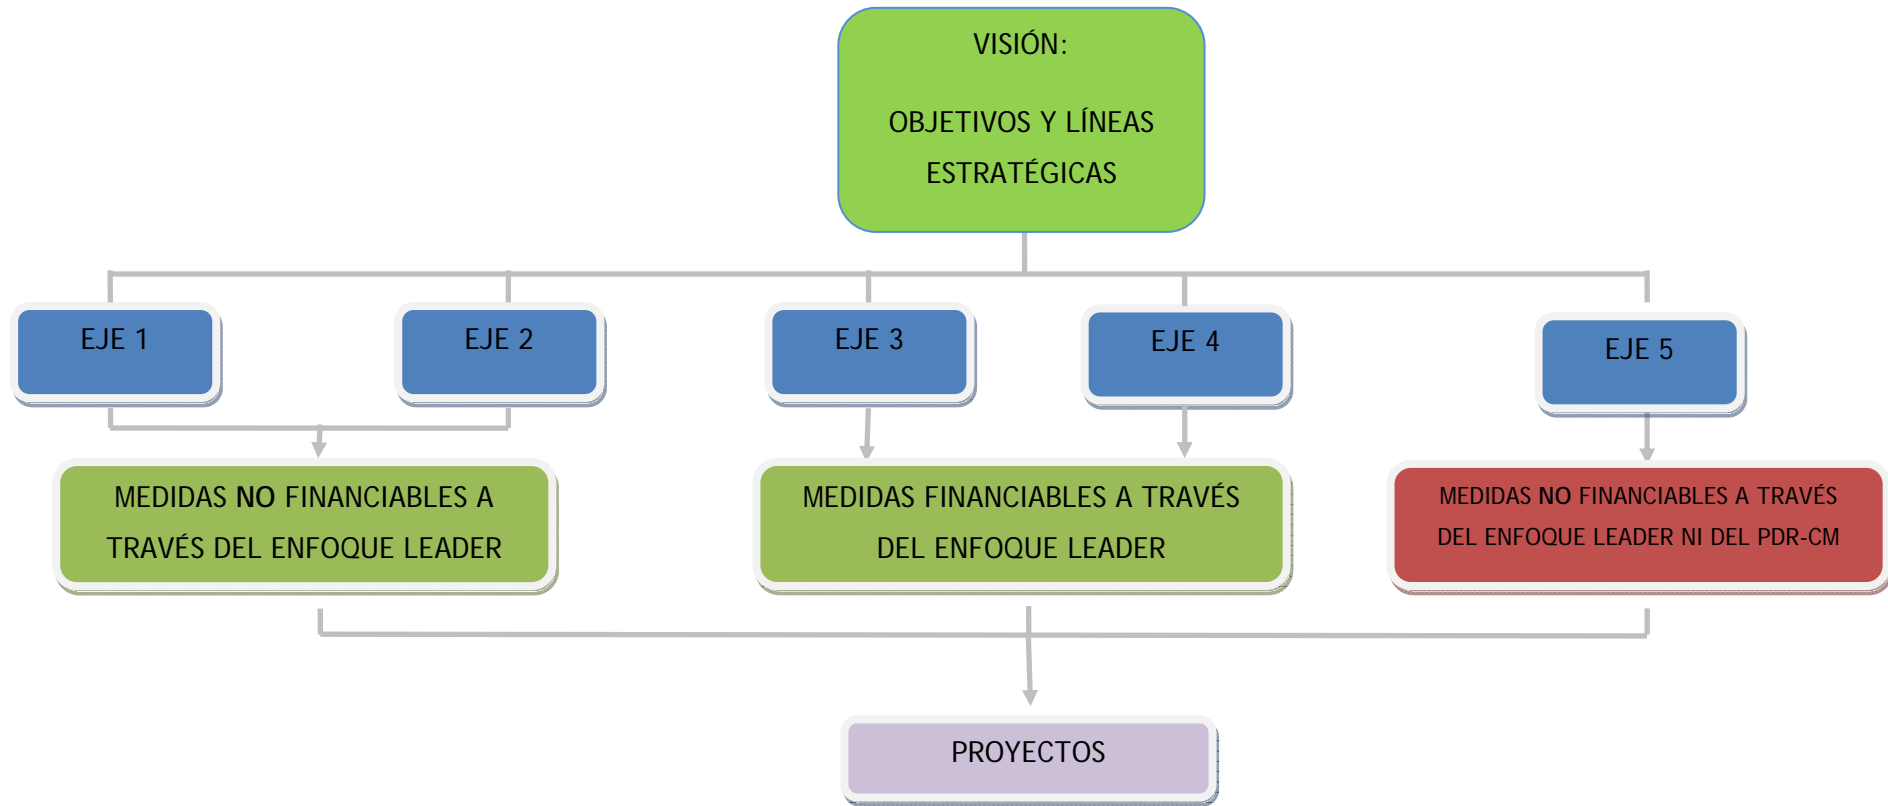 VISIÓN:
OBJETIVOS Y LÍNEAS
ESTRATÉGICAS
EJE 1
EJE 2
EJE 3
EJE 4
EJE 5
MEDIDAS NO FINANCIABLES A
TRAVÉS DEL ENFOQUE LEADER
MEDIDAS FINANCIABLES A TRAVÉS
DEL ENFOQUE LEADER
MEDIDAS NO FINANCIABLES A TRAVÉS
DEL ENFOQUE LEADER NI DEL PDR-CM
PROYECTOS